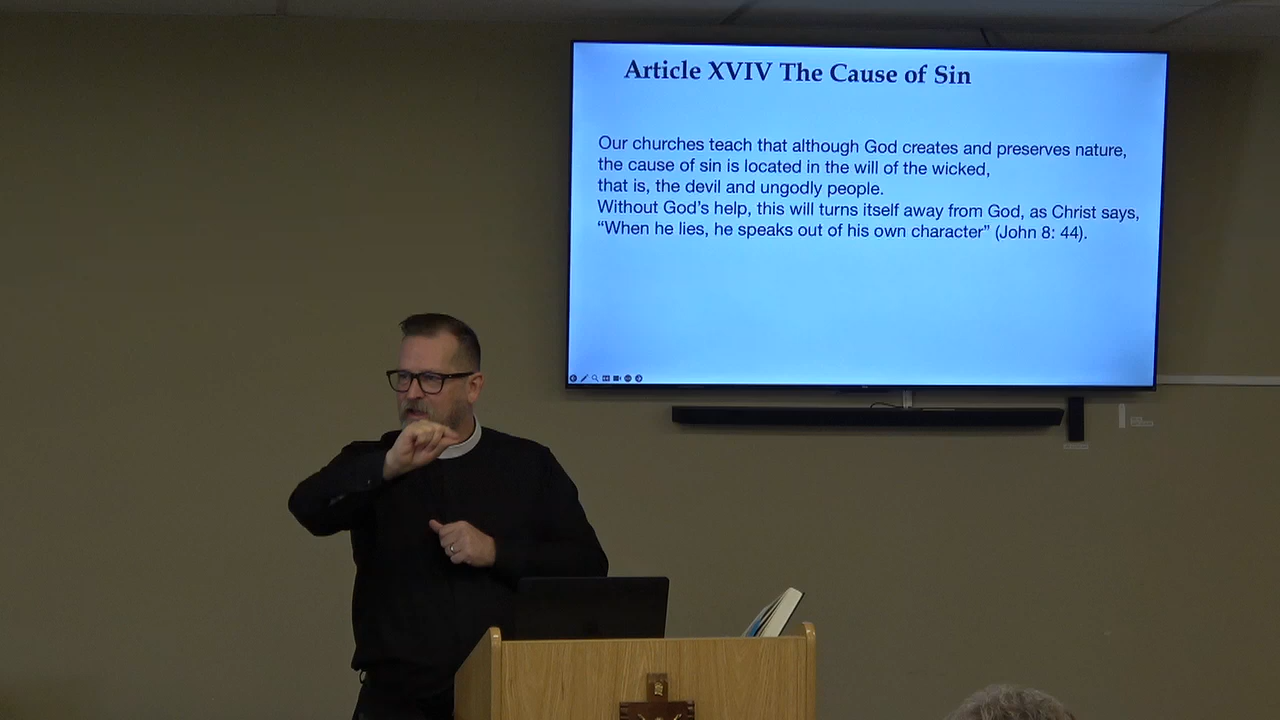 Article XVIV The Cause of Sin
Our churches teach that although God creates and preserves nature,
the cause of sin is located in the will of the wicked,
that is, the devil and ungodly people.
Without God’s help, this will turns itself away from God, as Christ says,
“When he lies, he speaks out of his own character” (John 8: 44).